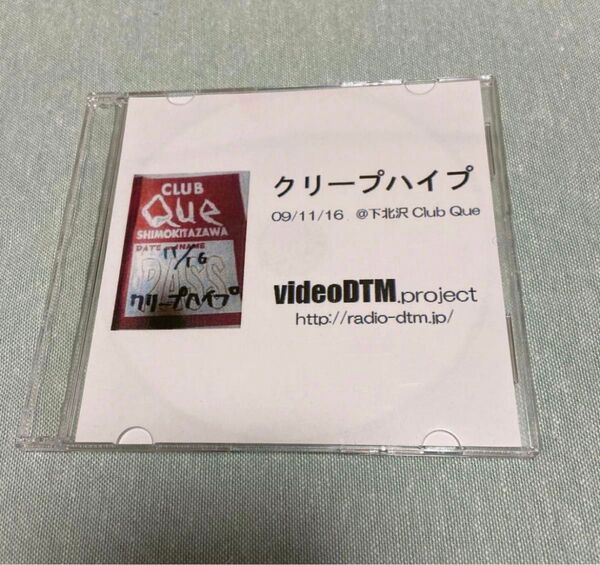 CLUB
Que
SHIMOKITAZAWA
DATE NAME
11/16
PASS
クリープハイプ
クリープハイプ
09/11/16 @下北沢 Club Que
videoDTM.project
http://radio-dtm.jp/